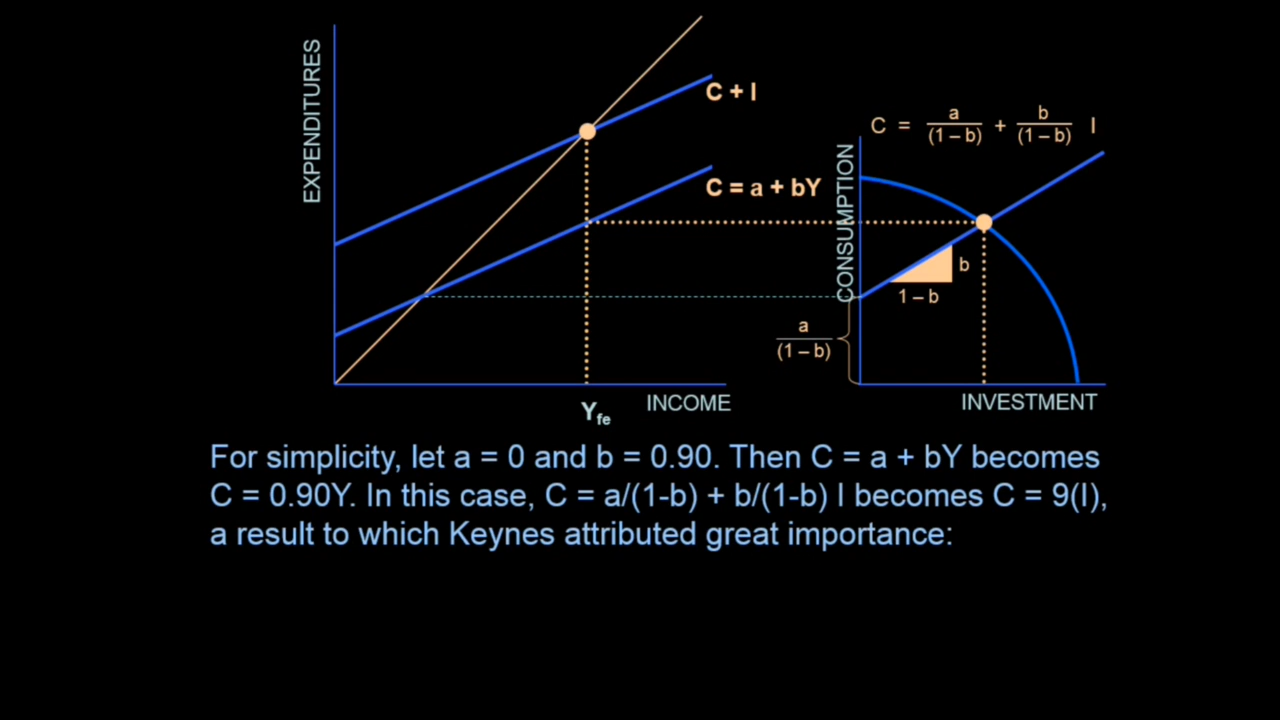 EXPENDITURES
C + I
C = a + bY
Y fe
INCOME
C = a/(1 – b) + b/(1 – b) I
CONSUMPTION
b
1 – b
a
(1 – b)
INVESTMENT
For simplicity, let a = 0 and b = 0.90. Then C = a + bY becomes
C = 0.90Y. In this case, C = a/(1-b) + b/(1-b) I becomes C = 9(I),
a result to which Keynes attributed great importance: